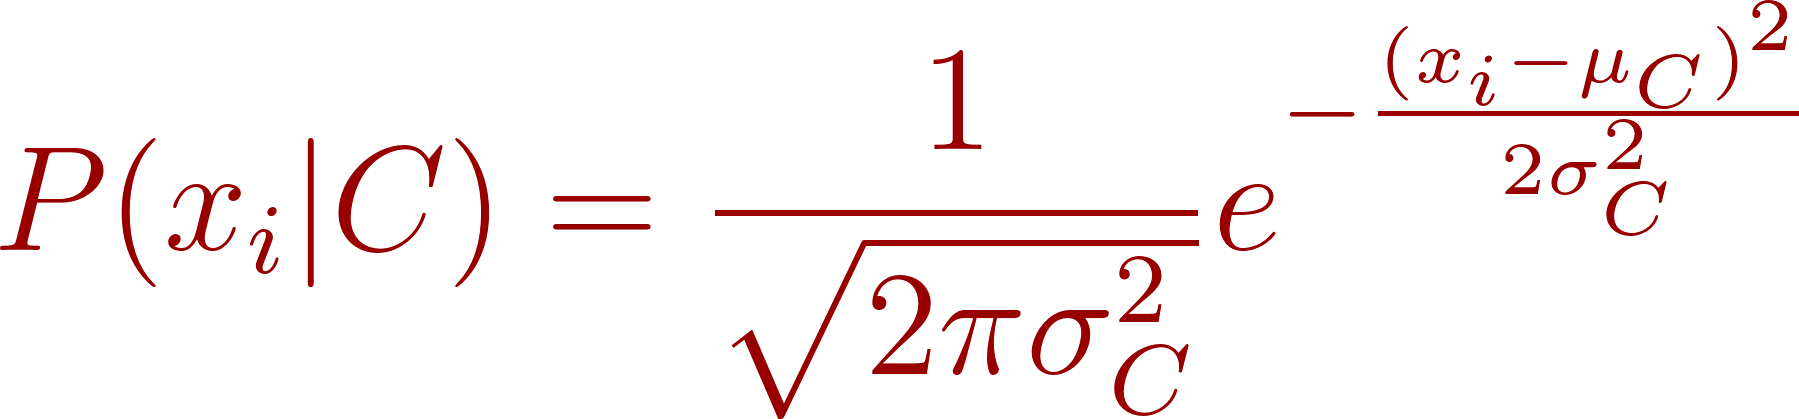 P(x_i|C) = \frac{1}{\sqrt{2\pi\sigma_C^2}} e^{-\frac{(x_i-\mu_C)^2}{2\sigma_C^2}}